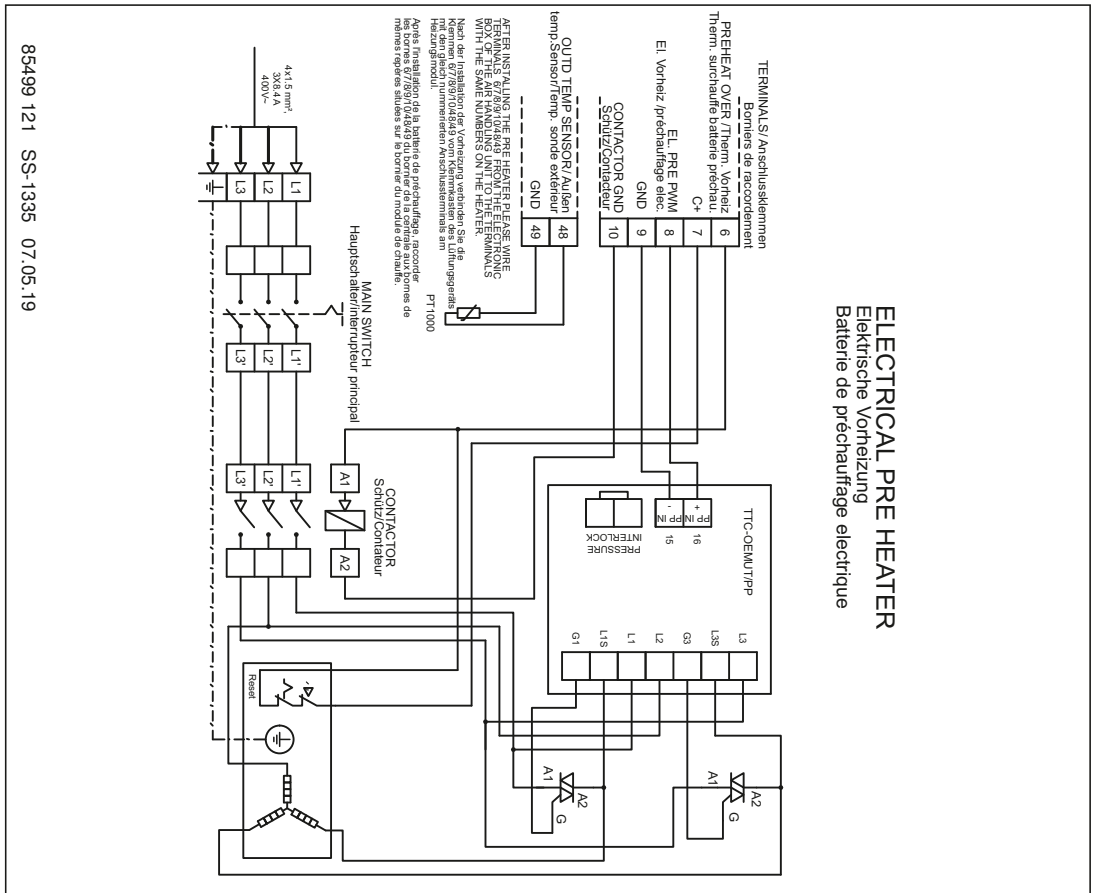 ELECTRICAL PRE HEATER
Elektrische Vorheizung
Batterie de préchauffage electrique
TERMINALS/ Anschlussklemmen
Borniers de raccordement
PREHEAT OVER /Therm. Vorheiz
Therm. surchauffe batterie préchau.
C+
EL. PRE PWM
El. Vorheiz /préchauffage elec.
GND
CONTACTOR GND
Schütz/Contacteur
6
7
8
9
10
OUTD TEMP SENSOR/ Außen
temp.Sensor/Temp. sonde extérieur
GND
48
49
PT1000
AFTER INSTALLING THE PRE HEATER PLEASE WIRE
TERMINALS 6/7/8/9/10/48/49 FROM THE ELECTRONIC
BOX OF THE AIR HANDLING UNIT TO THE TERMINALS
WITH THE SAME NUMBERS ON THE HEATER.
Nach der Installation der Vorheizung verbinden Sie die
Klemmen 6/7/8/9/10/48/49 vom Klemmkasten des Lüftungsgeräts
mit den gleich nummerierten Anschlussterminals am
Heizungsmodul.
Après l'installation de la batterie de préchauffage, raccorder
les bornes 6/7/8/9/10/48/49 du bornier de la centrale aux bornes de
mêmes repères situées sur le bornier du module de chauffe.
TTC-OEMUT/PP
+
PP IN
16
-
PP IN
15
PRESSURE
INTERLOCK
L3
L3S
G3
L2
L1
L1S
G1
A1
A2
G
A1
A2
G
MAIN SWITCH
Hauptschalter/interrupteur principal
CONTACTOR
Schütz/Contateur
A1
A2
4x1.5 mm²,
3X8.4 A
400V~
L1
L2
L3
L1'
L2'
L3'
L1'
L2'
L3'
Reset
85499 121 SS-1335 07.05.19